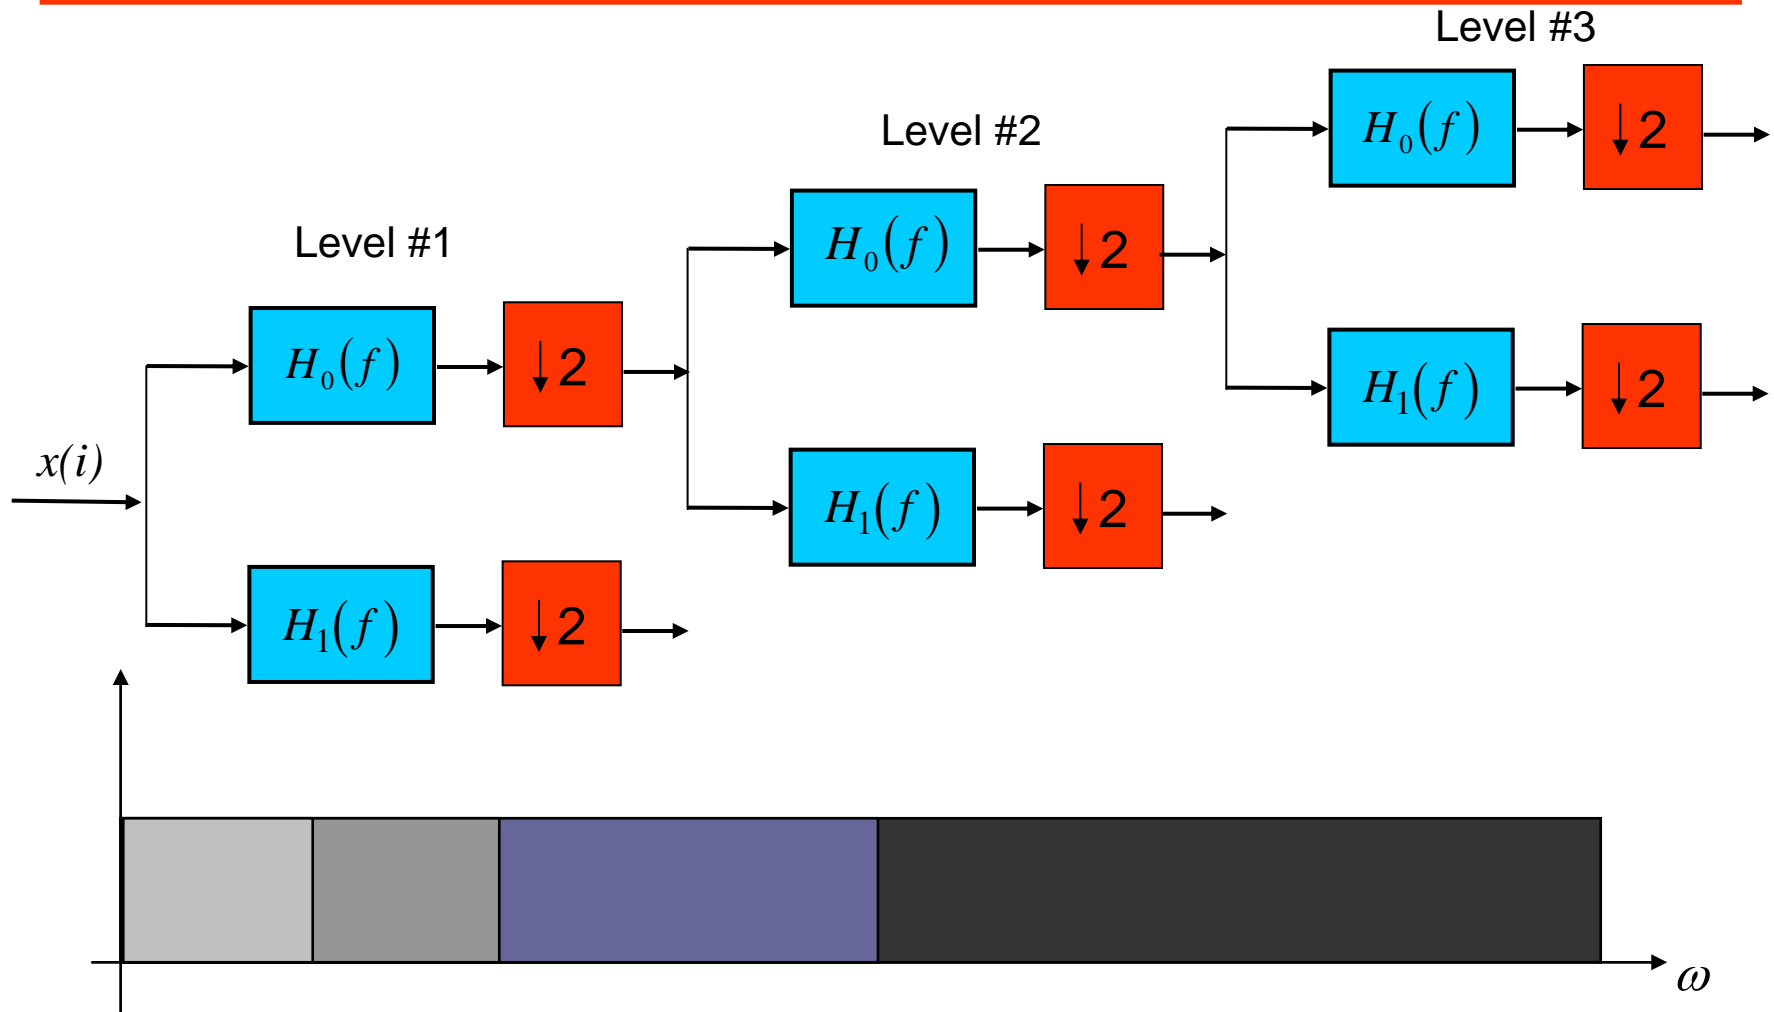 Level #3
H₀(f)
↓2
Level #2
H₀(f)
↓2
H₁(f)
↓2
Level #1
H₀(f)
↓2
H₁(f)
↓2
x(i)
H₁(f)
↓2
ω